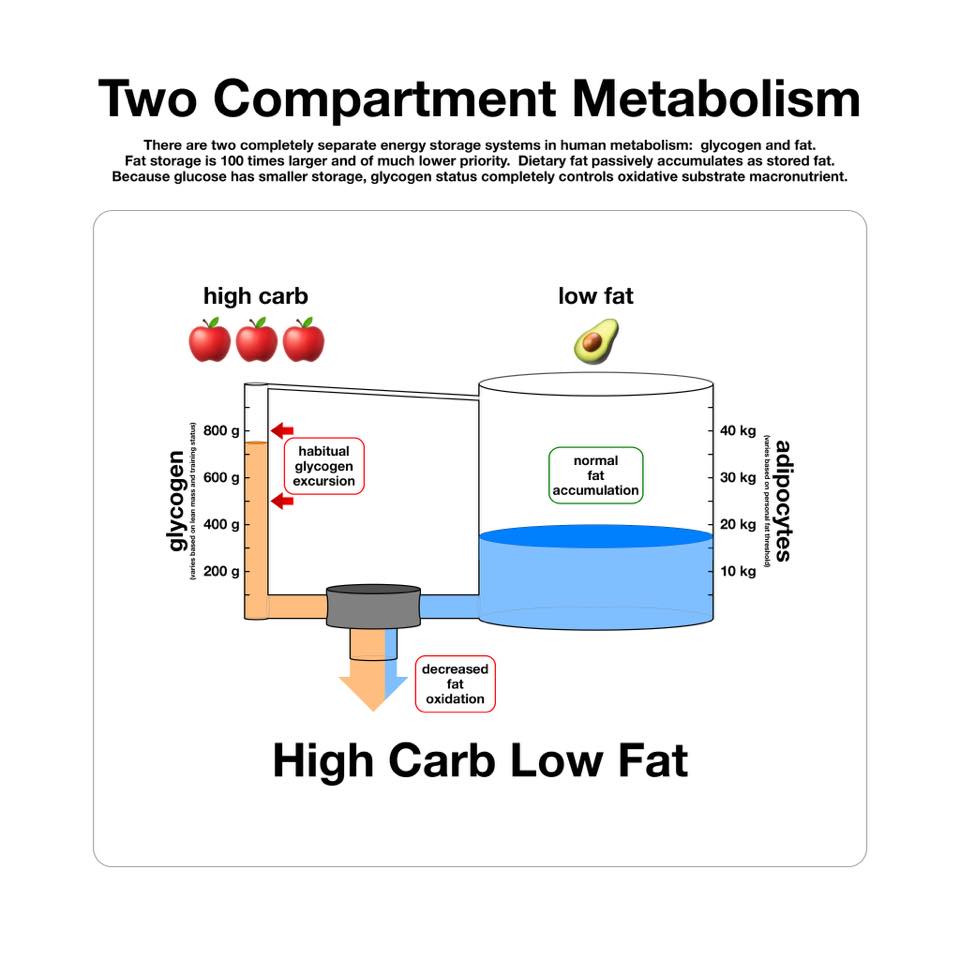 Two Compartment Metabolism
There are two completely separate energy storage systems in human metabolism:  glycogen and fat.
Fat storage is 100 times larger and of much lower priority.  Dietary fat passively accumulates as stored fat.
Because glucose has smaller storage, glycogen status completely controls oxidative substrate macronutrient.
high carb
low fat
glycogen
(varies based on lean mass and training status)
800 g
600 g
400 g
200 g
habitual
glycogen
excursion
normal
fat
accumulation
40 kg
30 kg
20 kg
10 kg
adipocytes
(varies based on personal fat threshold)
decreased
fat
oxidation
High Carb Low Fat